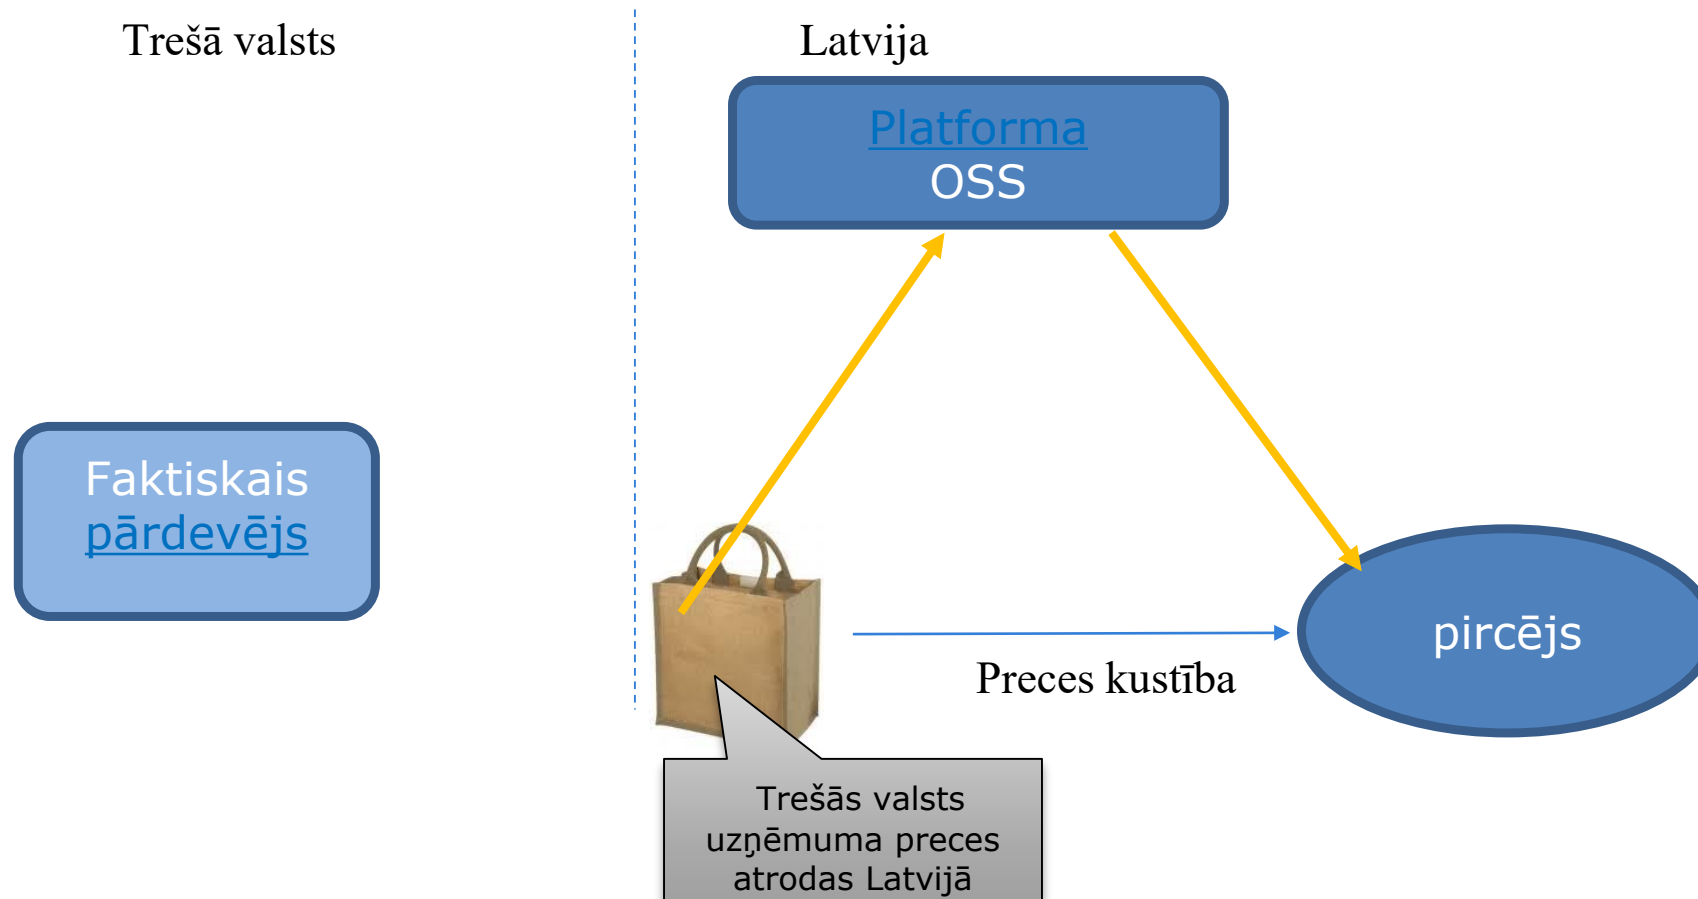 Trešā valsts
Latvija
Platforma
OSS
Faktiskais
pārdevējs
pircējs
Preces kustība
Trešās valsts
uzņēmuma preces
atrodas Latvijā